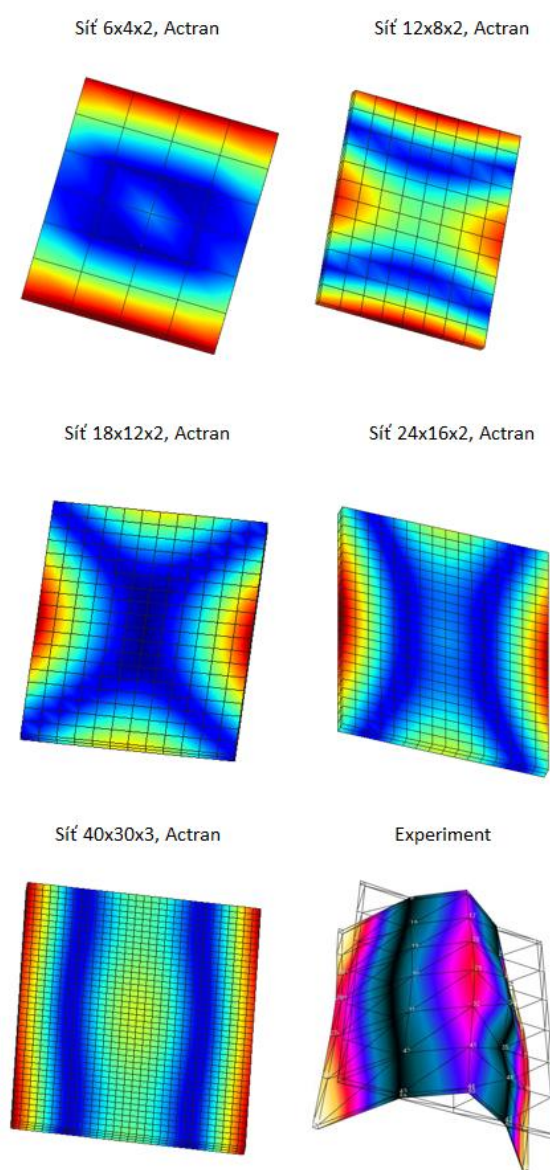 Síť 6x4x2, Actran
Síť 12x8x2, Actran
Síť 18x12x2, Actran
Síť 24x16x2, Actran
Síť 40x30x3, Actran
Experiment